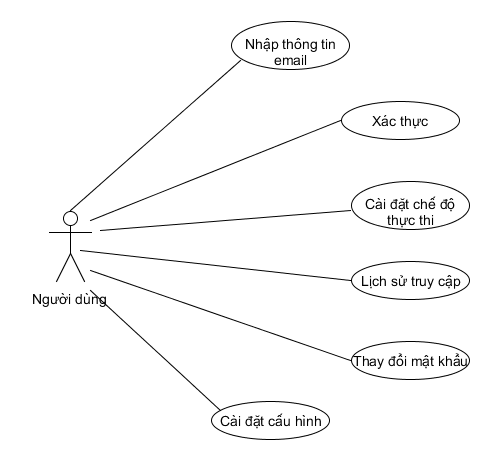 Nhập thông tin
email
Xác thực
Cài đặt chế độ
thực thi
Người dùng
Lịch sử truy cập
Thay đổi mật khẩu
Cài đặt cấu hình